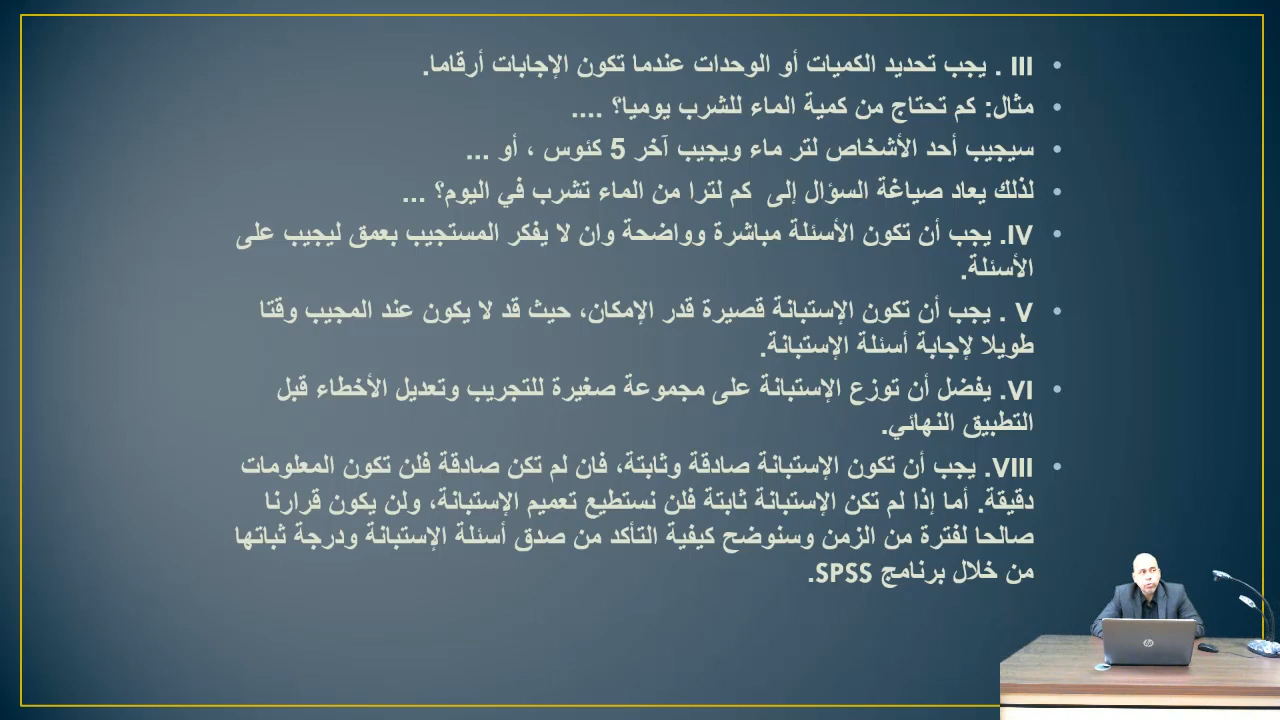 III . يجب تحديد الكميات أو الوحدات عندما تكون الإجابات أرقاما.
مثال: كم تحتاج من كمية الماء للشرب يوميا؟ ....
سيجيب أحد الأشخاص لتر ماء ويجيب آخر 5 كئوس ، أو ...
لذلك يعاد صياغة السؤال إلى كم لترا من الماء تشرب في اليوم؟ ...
IV. يجب أن تكون الأسئلة مباشرة وواضحة وان لا يفكر المستجيب بعمق ليجيب على
الأسئلة.
V . يجب أن تكون الإستبانة قصيرة قدر الإمكان، حيث قد لا يكون عند المجيب وقتا
طويلا لإجابة أسئلة الإستبانة.
VI. يفضل أن توزع الإستبانة على مجموعة صغيرة للتجريب وتعديل الأخطاء قبل
التطبيق النهائي.
VIII. يجب أن تكون الإستبانة صادقة وثابتة، فان لم تكن صادقة فلن تكون المعلومات
دقيقة. أما إذا لم تكن الإستبانة ثابتة فلن نستطيع تعميم الإستبانة، ولن يكون قرارنا
صالحا لفترة من الزمن وسنوضح كيفية التأكد من صدق أسئلة الإستبانة ودرجة ثباتها
من خلال برنامج SPSS.
hp